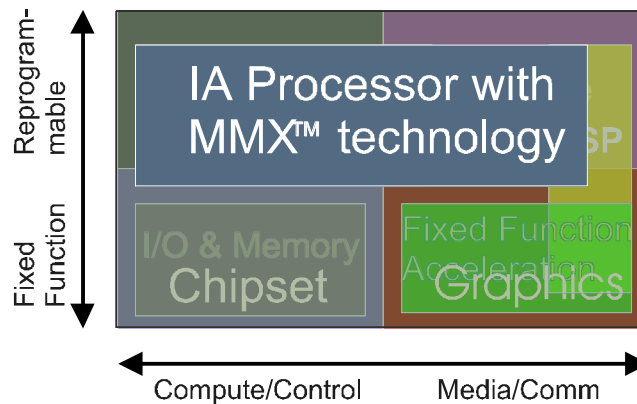 Reprogram-
mable
IA Processor with
MMX™ technology
e
SP
Fixed
Function
I/O & Memory
Chipset
Fixed Function
Acceleration
Graphics
Compute/Control
Media/Comm